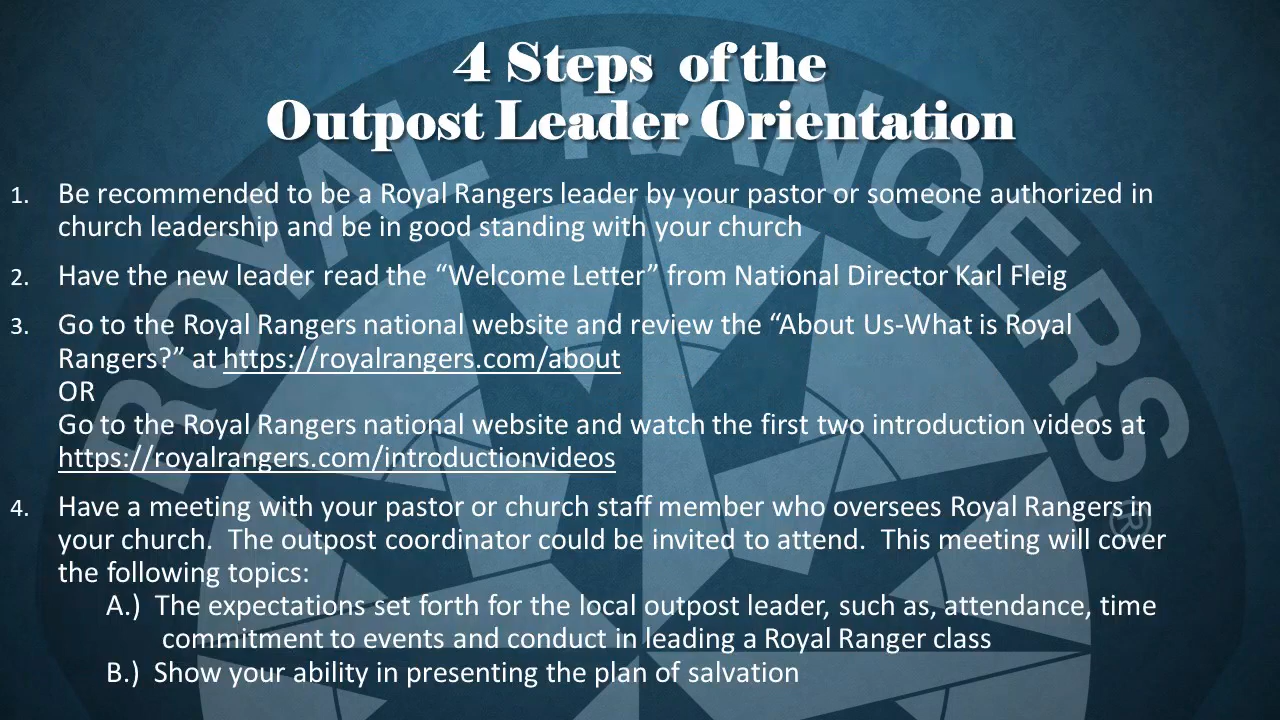 4 Steps of the
Outpost Leader Orientation
1. Be recommended to be a Royal Rangers leader by your pastor or someone authorized in
church leadership and be in good standing with your church
2. Have the new leader read the “Welcome Letter” from National Director Karl Fleig
3. Go to the Royal Rangers national website and review the “About Us-What is Royal
Rangers?” at https://royalrangers.com/about
OR
Go to the Royal Rangers national website and watch the first two introduction videos at
https://royalrangers.com/introductionvideos
4. Have a meeting with your pastor or church staff member who oversees Royal Rangers in
your church. The outpost coordinator could be invited to attend. This meeting will cover
the following topics:
A.) The expectations set forth for the local outpost leader, such as, attendance, time
commitment to events and conduct in leading a Royal Ranger class
B.) Show your ability in presenting the plan of salvation
ROYAL RANGERS ®